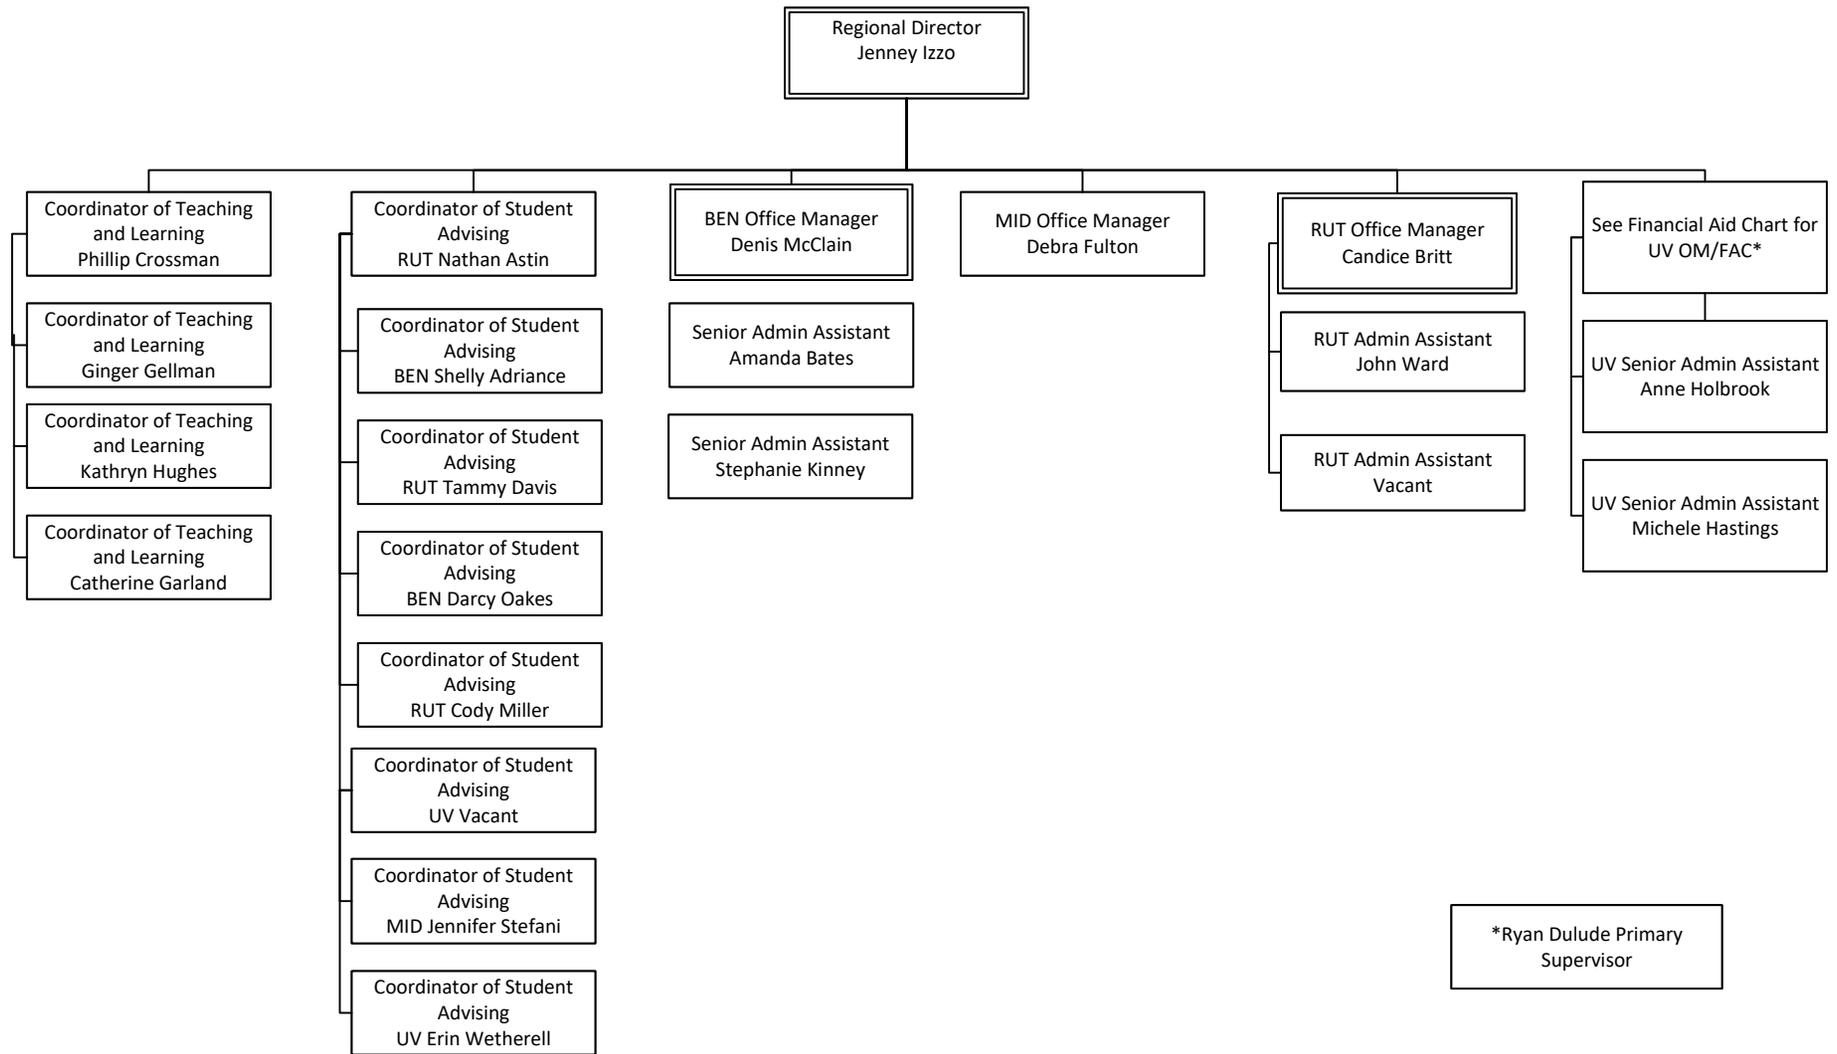 Regional Director
Jenney Izzo
Coordinator of Teaching
and Learning
Phillip Crossman
Coordinator of Teaching
and Learning
Ginger Gellman
Coordinator of Teaching
and Learning
Kathryn Hughes
Coordinator of Teaching
and Learning
Catherine Garland
Coordinator of Student
Advising
RUT Nathan Astin
Coordinator of Student
Advising
BEN Shelly Adriance
Coordinator of Student
Advising
RUT Tammy Davis
Coordinator of Student
Advising
BEN Darcy Oakes
Coordinator of Student
Advising
RUT Cody Miller
Coordinator of Student
Advising
UV Vacant
Coordinator of Student
Advising
MID Jennifer Stefani
Coordinator of Student
Advising
UV Erin Wetherell
BEN Office Manager
Denis McClain
Senior Admin Assistant
Amanda Bates
Senior Admin Assistant
Stephanie Kinney
MID Office Manager
Debra Fulton
RUT Office Manager
Candice Britt
RUT Admin Assistant
John Ward
RUT Admin Assistant
Vacant
See Financial Aid Chart for
UV OM/FAC*
UV Senior Admin Assistant
Anne Holbrook
UV Senior Admin Assistant
Michele Hastings
*Ryan Dulude Primary
Supervisor